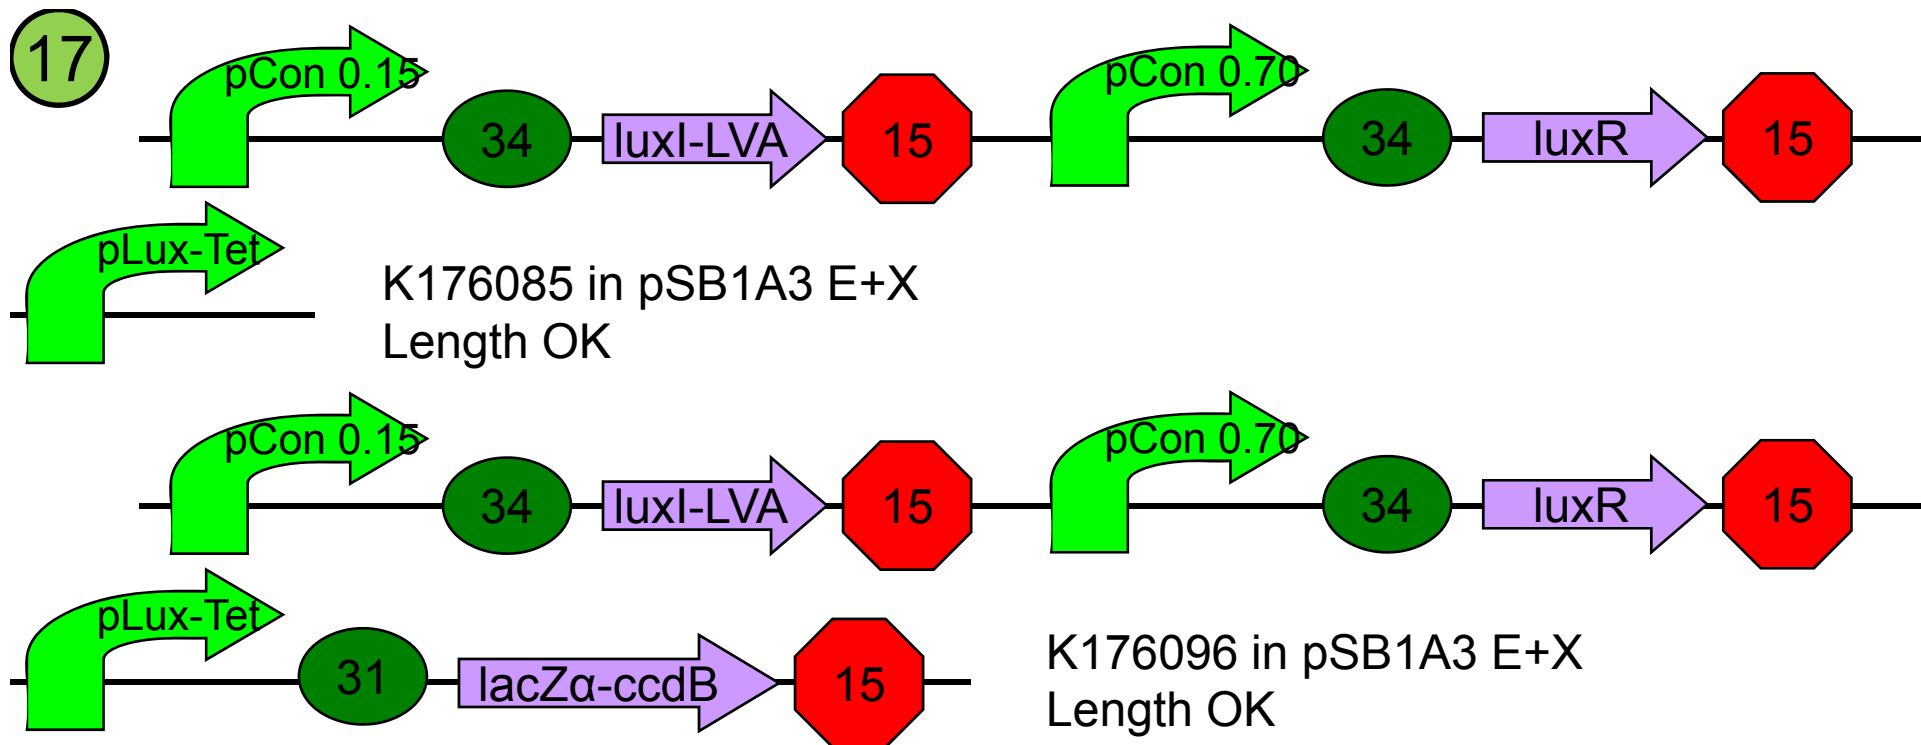 17
pCon 0.15 34 luxI-LVA 15 pCon 0.70 34 luxR 15
pLux-Tet
K176085 in pSB1A3 E+X
Length OK
pCon 0.15 34 luxI-LVA 15 pCon 0.70 34 luxR 15
pLux-Tet 31 lacZα-ccdB 15
K176096 in pSB1A3 E+X
Length OK